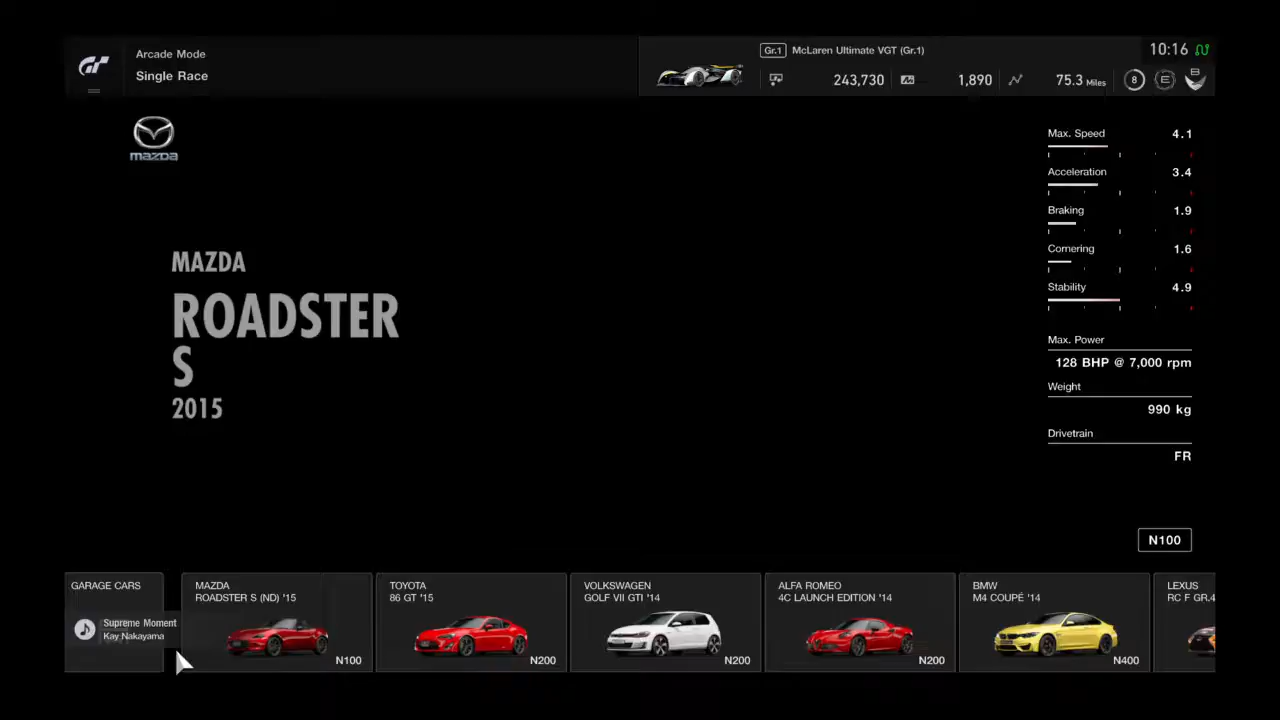 Arcade Mode
Single Race
Gr.1 McLaren Ultimate VGT (Gr.1)
243,730 1,890 75.3 Miles 8 E B
10:16
mazda
MAZDA
ROADSTER
S
2015
Max. Speed 4.1
Acceleration 3.4
Braking 1.9
Cornering 1.6
Stability 4.9
Max. Power
128 BHP @ 7,000 rpm
Weight
990 kg
Drivetrain
FR
N100
GARAGE CARS
Supreme Moment
Kay Nakayama
MAZDA
ROADSTER S (ND) '15
N100
TOYOTA
86 GT '15
N200
VOLKSWAGEN
GOLF VII GTI '14
N200
ALFA ROMEO
4C LAUNCH EDITION '14
N200
BMW
M4 COUPÉ '14
N400
LEXUS
RC F GR.4